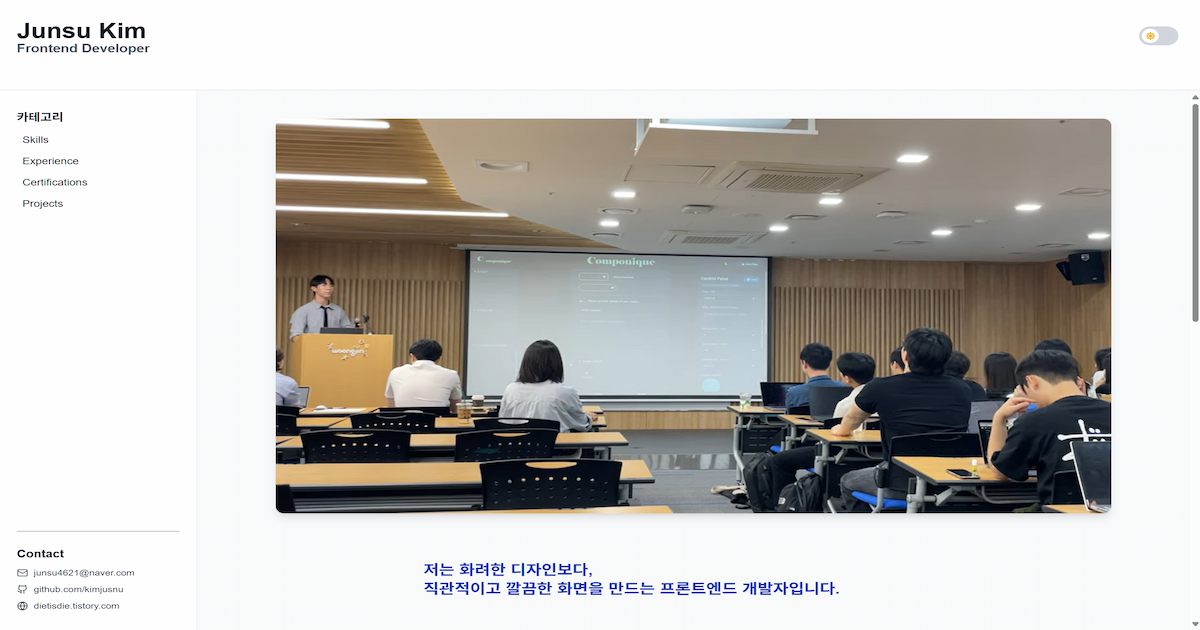 Junsu Kim
Frontend Developer
카테고리
Skills
Experience
Certifications
Projects
Componique
woongjin
저는 화려한 디자인보다,
직관적이고 깔끔한 화면을 만드는 프론트엔드 개발자입니다.
Contact
junsu4621@naver.com
github.com/kimjusnu
dietisdie.tistory.com